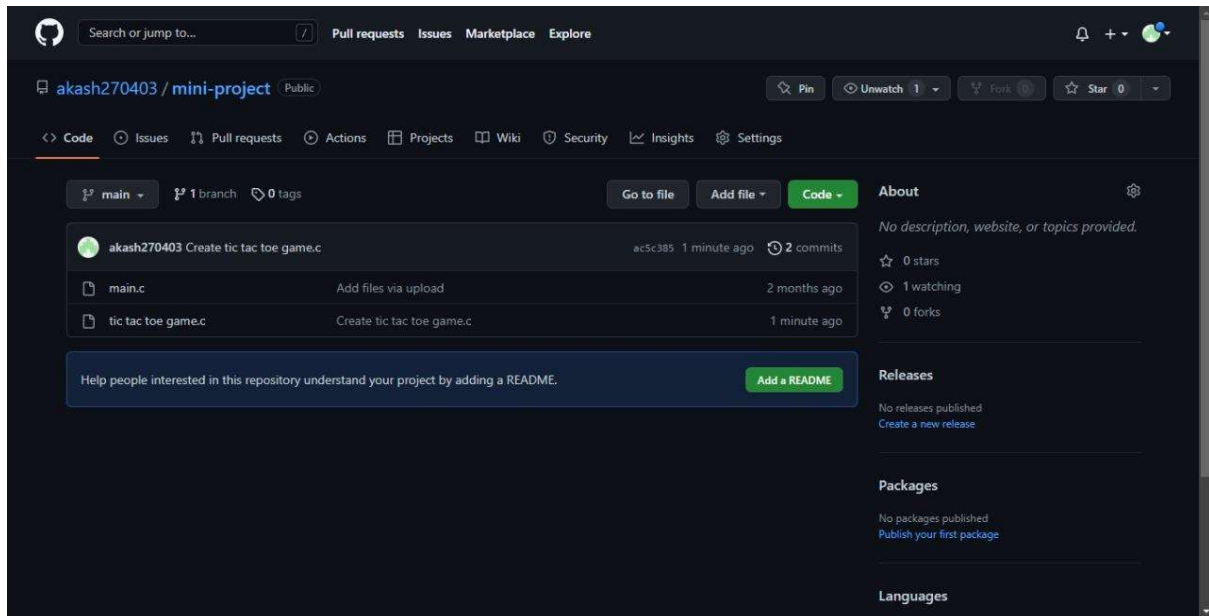 Search or jump to... / Pull requests Issues Marketplace Explore
akash270403 / mini-project Public
Pin Unwatch 1 Fork 0 Star 0
Code Issues Pull requests Actions Projects Wiki Security Insights Settings
main 1 branch 0 tags Go to file Add file Code
akash270403 Create tic tac toe game.c ac5c385 1 minute ago 2 commits
main.c Add files via upload 2 months ago
tic tac toe game.c Create tic tac toe game.c 1 minute ago
Help people interested in this repository understand your project by adding a README. Add a README
About
No description, website, or topics provided.
0 stars
1 watching
0 forks
Releases
No releases published
Create a new release
Packages
No packages published
Publish your first package
Languages